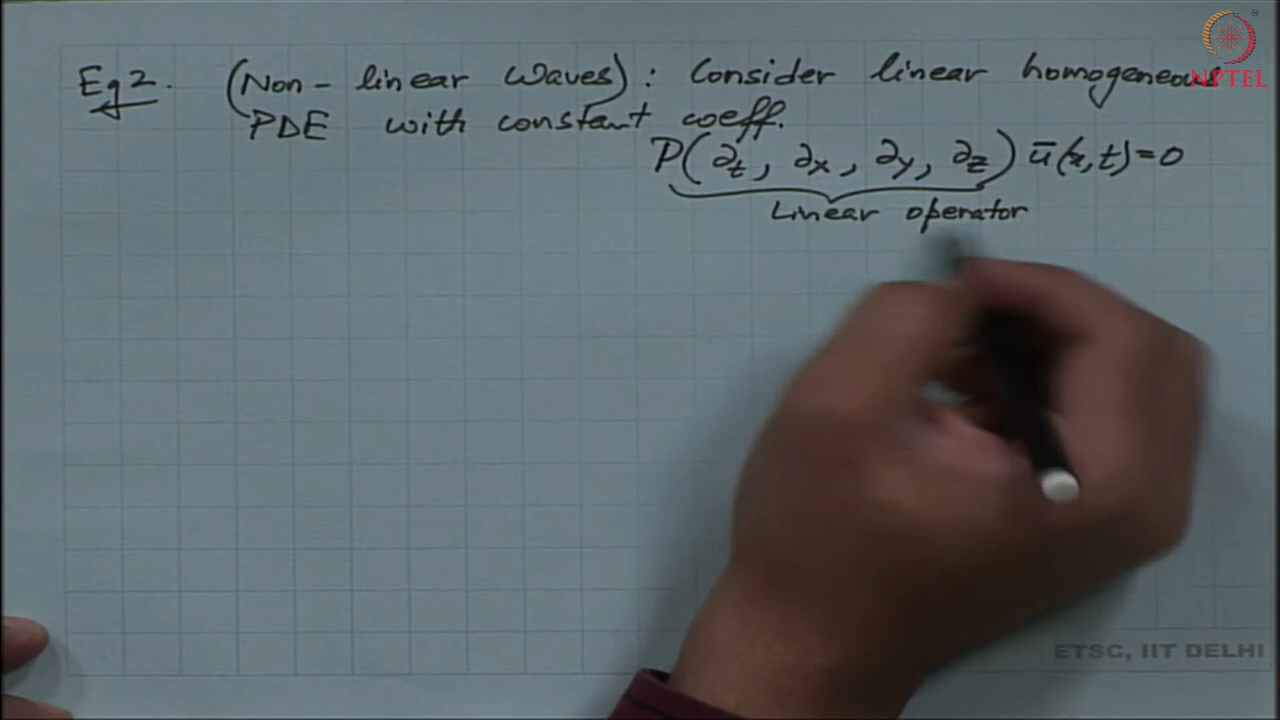 Eg 2. (Non-linear Waves) : Consider linear homogeneous
PDE with constant coeff.
P(∂t, ∂x, ∂y, ∂z) ū(x,t)=0
Linear operator
NPTEL
ETSC, IIT DELHI